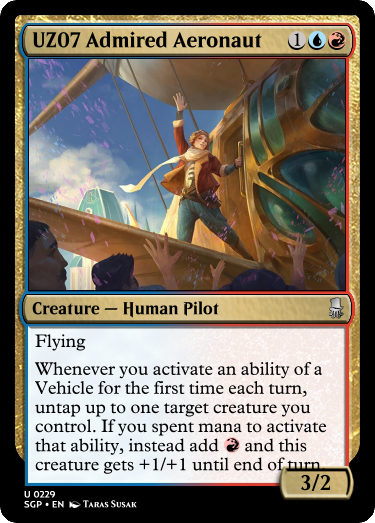 UZ07 Admired Aeronaut 1
Creature — Human Pilot
Flying
Whenever you activate an ability of a
Vehicle for the first time each turn,
untap up to one target creature you
control. If you spent mana to activate
that ability, instead add and this
creature gets +1/+1 until end of turn.
3/2
U 0229
SGP • EN Taras Susak